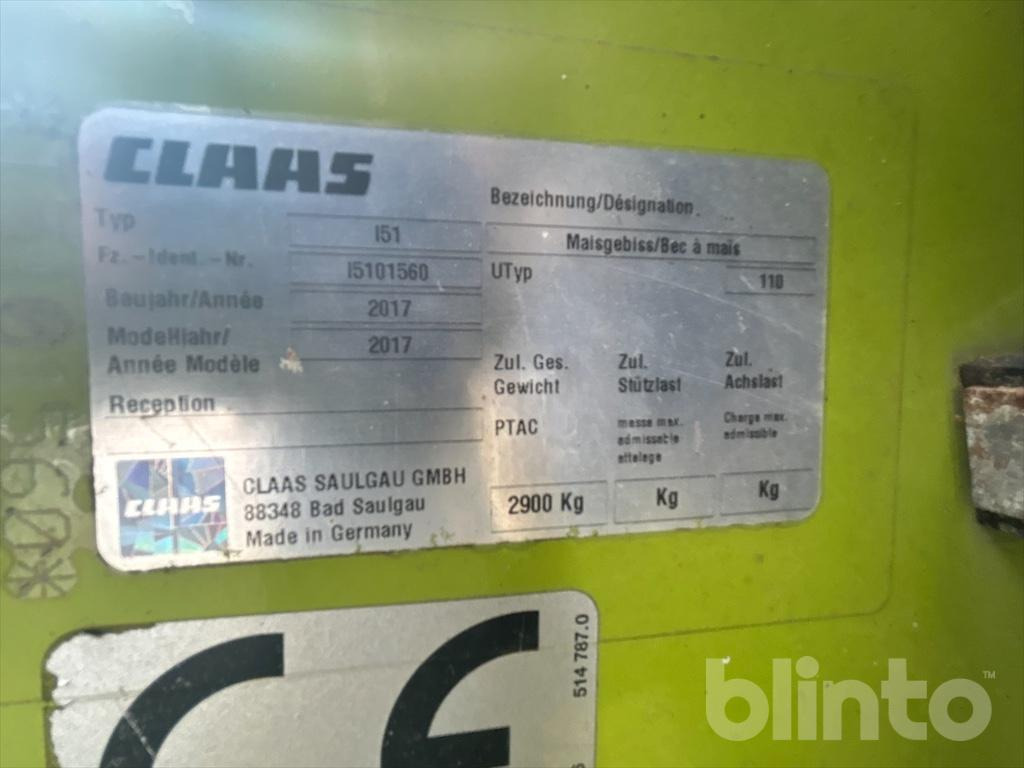 CLAAS
Typ I51
Fz.-Ident.-Nr. I5101560
Baujahr/Année 2017
Modelljahr/
Année Modèle 2017
Reception
CLAAS
CLAAS SAULGAU GMBH
88348 Bad Saulgau
Made in Germany
Bezeichnung/Désignation
Maisgebiss/Bec à maïs
UTyp 110
Zul. Ges. Zul. Zul.
Gewicht Stützlast Achslast
PTAC masse max. Charge max.
admissable admissible
attelage
2900 Kg Kg Kg
CE
514 787.0
blinto™